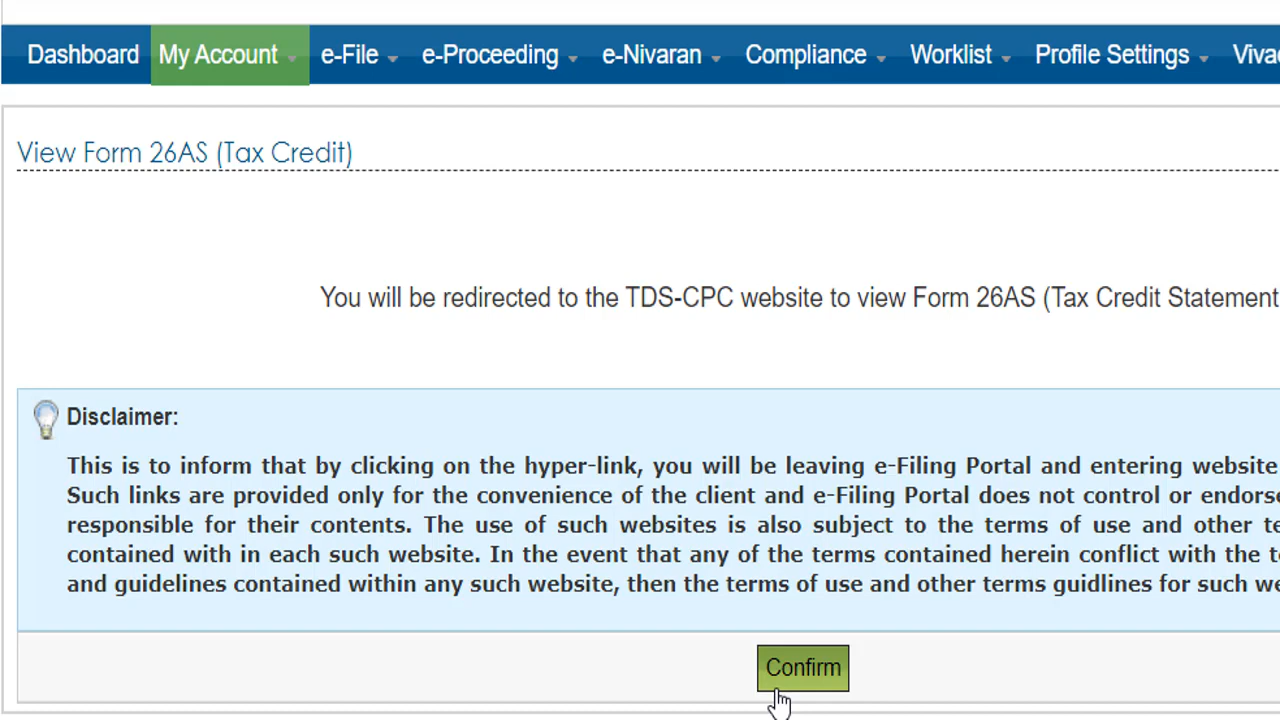 Dashboard My Account e-File e-Proceeding e-Nivaran Compliance Worklist Profile Settings
View Form 26AS (Tax Credit)
You will be redirected to the TDS-CPC website to view Form 26AS (Tax Credit Statement
Disclaimer:
This is to inform that by clicking on the hyper-link, you will be leaving e-Filing Portal and entering website
Such links are provided only for the convenience of the client and e-Filing Portal does not control or
responsible for their contents. The use of such websites is also subject to the terms of use and other
contained with in each such website. In the event that any of the terms contained herein conflict with the
and guidelines contained within any such website, then the terms of use and other terms guidlines for such
Confirm